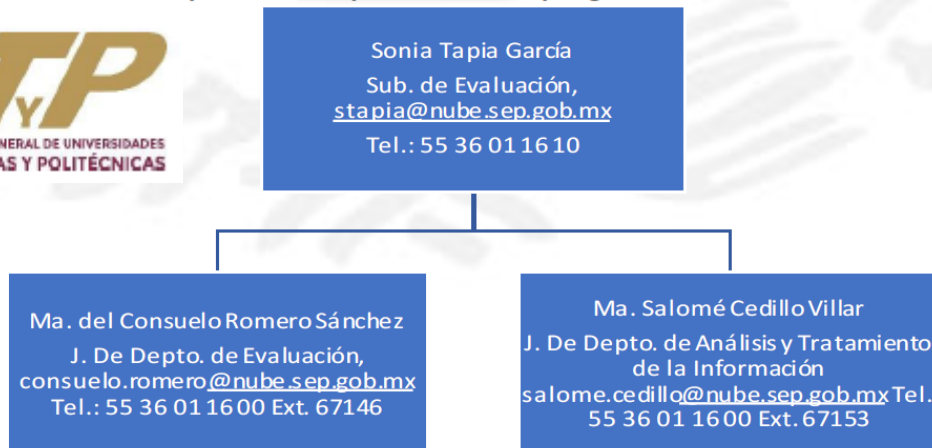 TYP
NERAL DE UNIVERSIDADES
AS Y POLITÉCNICAS
Sonia Tapia García
Sub. de Evaluación,
stapia@nube.sep.gob.mx
Tel.: 55 36 01 16 10
Ma. del Consuelo Romero Sánchez
J. De Depto. de Evaluación,
consuelo.romero@nube.sep.gob.mx
Tel.: 55 36 01 16 00 Ext. 67146
Ma. Salomé Cedillo Villar
J. De Depto. de Análisis y Tratamiento
de la Información
salome.cedillo@nube.sep.gob.mx Tel.
55 36 01 16 00 Ext. 67153